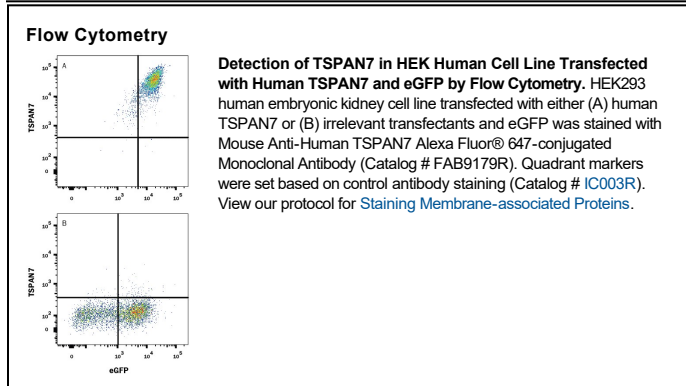 Flow Cytometry
Detection of TSPAN7 in HEK Human Cell Line Transfected
with Human TSPAN7 and eGFP by Flow Cytometry. HEK293
human embryonic kidney cell line transfected with either (A) human
TSPAN7 or (B) irrelevant transfectants and eGFP was stained with
Mouse Anti-Human TSPAN7 Alexa Fluor® 647-conjugated
Monoclonal Antibody (Catalog # FAB9179R). Quadrant markers
were set based on control antibody staining (Catalog # IC003R).
View our protocol for Staining Membrane-associated Proteins.
A
TSPAN7
10⁵
10⁴
10³
10²
0
0 10³ 10⁴ 10⁵
B
TSPAN7
10⁵
10⁴
10³
10²
0
0 10³ 10⁴ 10⁵
eGFP